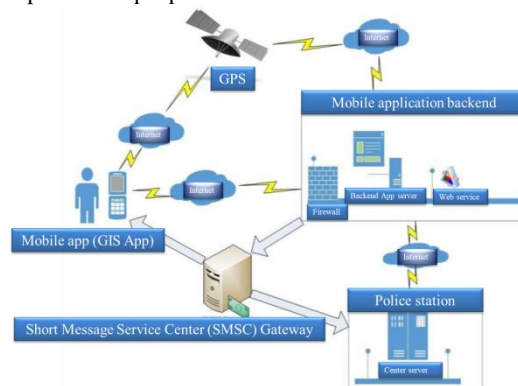 Internet
GPS
Mobile application backend
Internet
Internet
Backend App server
Web service
Firewall
Mobile app (GIS App)
Internet
Police station
Short Message Service Center (SMSC) Gateway
Center server